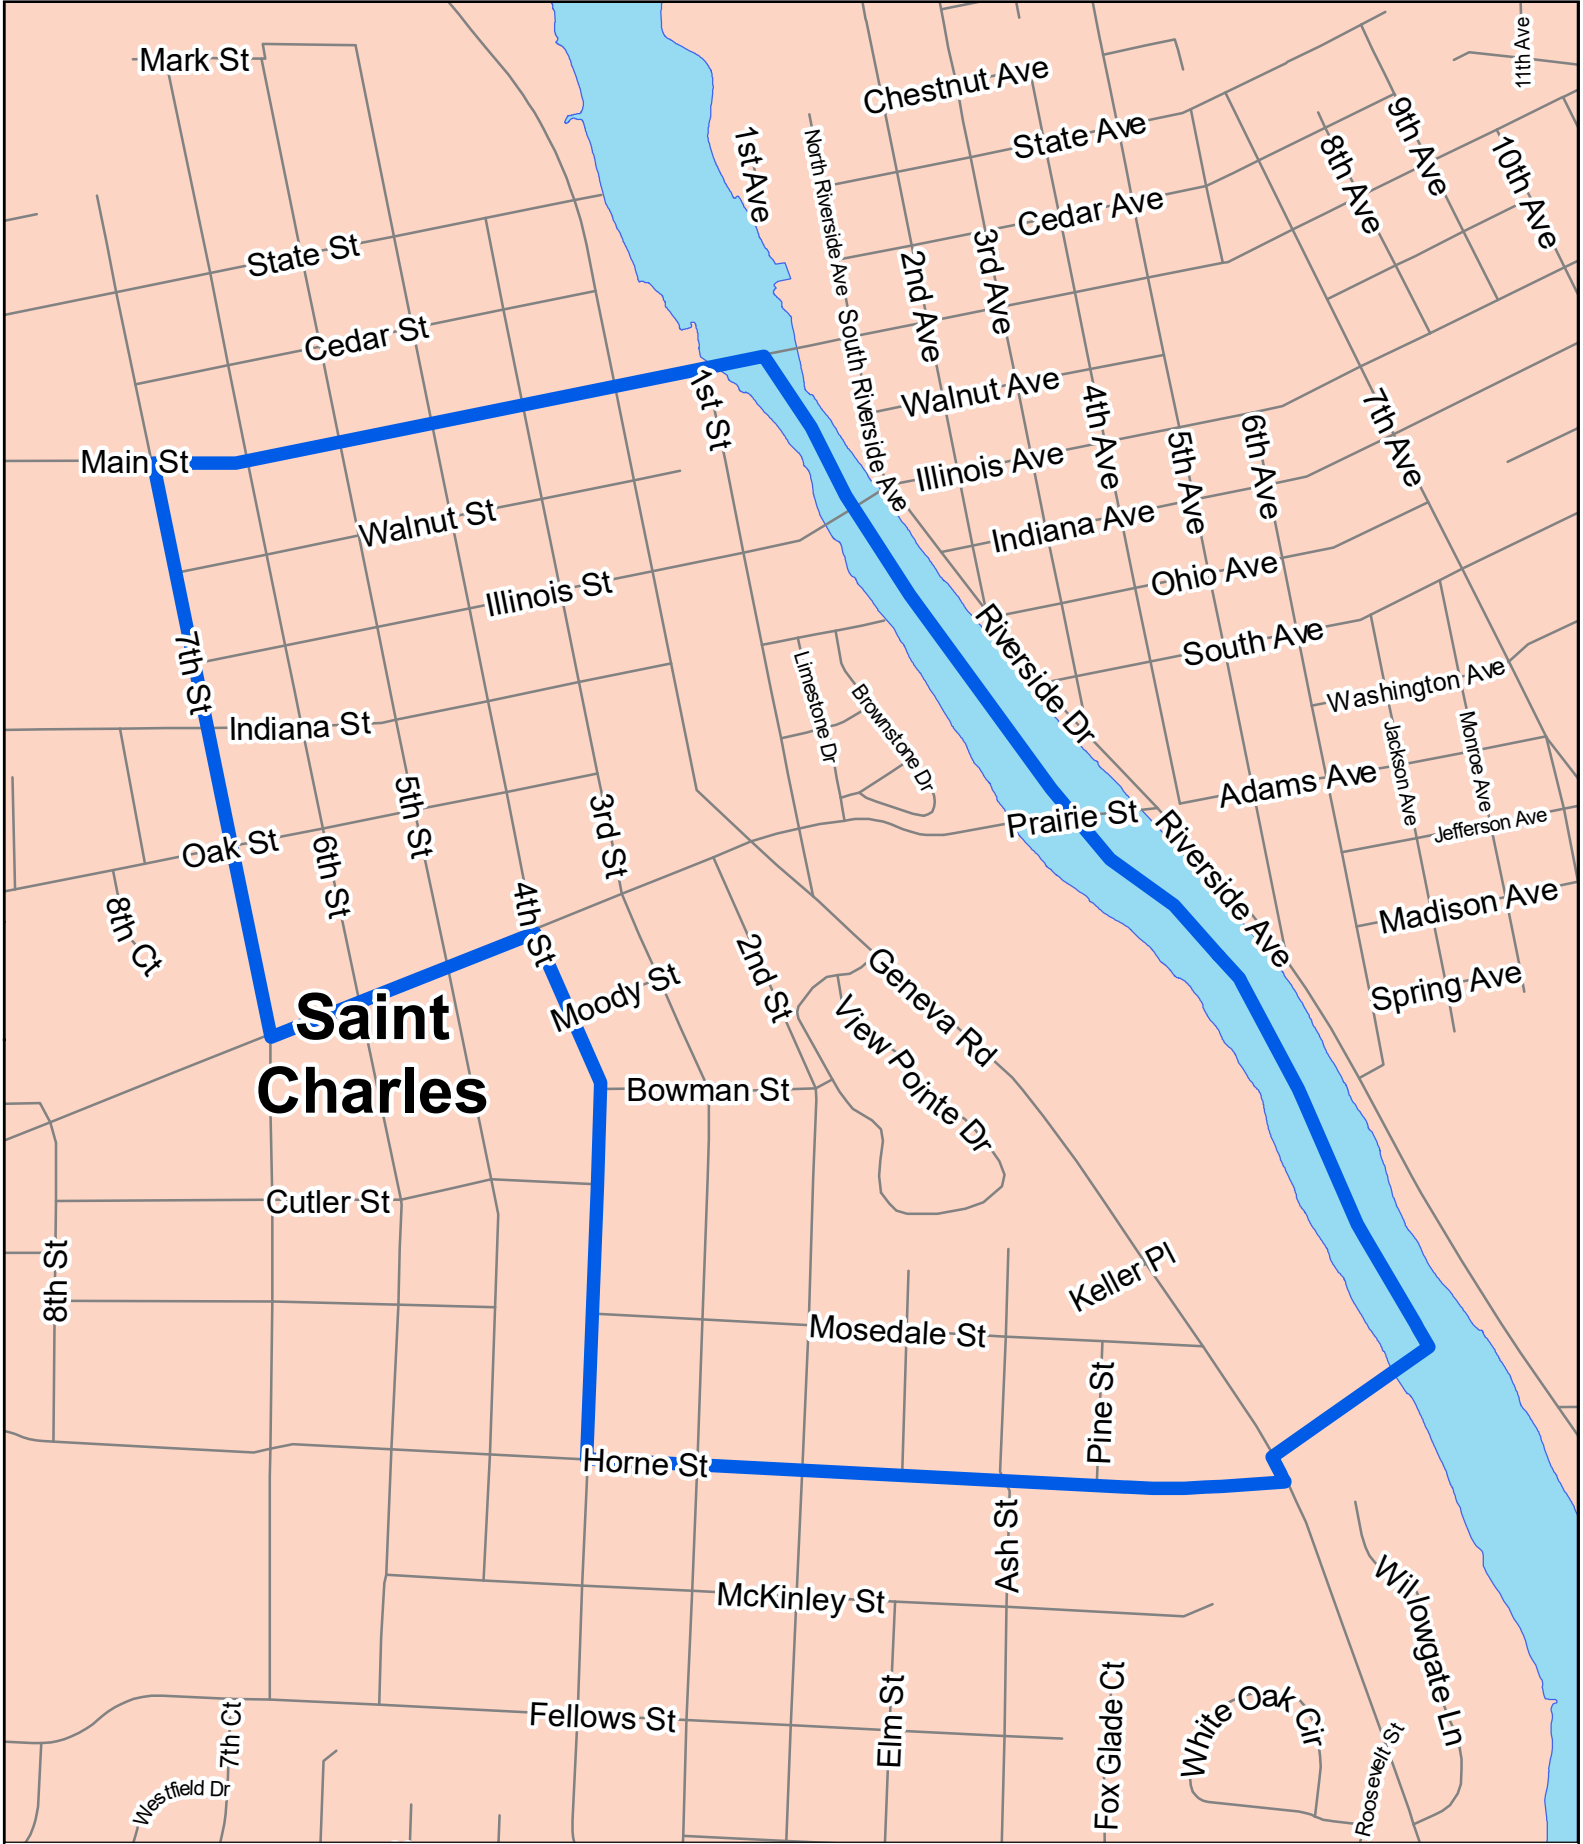 Mark St
Chestnut Ave
11th Ave
State Ave
1st Ave
North Riverside Ave
9th Ave
8th Ave
10th Ave
Cedar Ave
State St
2nd Ave
3rd Ave
Cedar St
South Riverside Ave
1st St
Walnut Ave
4th Ave
7th Ave
Main St
Illinois Ave
5th Ave
6th Ave
Walnut St
Indiana Ave
Illinois St
Ohio Ave
7th St
Riverside Dr
South Ave
Limestone Dr
Brownstone Dr
Washington Ave
Indiana St
Jackson Ave
Monroe Ave
5th St
3rd St
Adams Ave
Prairie St
Jefferson Ave
Oak St
6th St
Riverside Ave
8th Ct
4th St
Madison Ave
2nd St
Moody St
Geneva Rd
Spring Ave
Saint
Charles
View Pointe Dr
Bowman St
Cutler St
8th St
Keller Pl
Mosedale St
Pine St
Horne St
Ash St
McKinley St
Willowgate Ln
Fellows St
7th Ct
Elm St
Fox Glade Ct
White Oak Cir
Roosevelt St
Westfield Dr